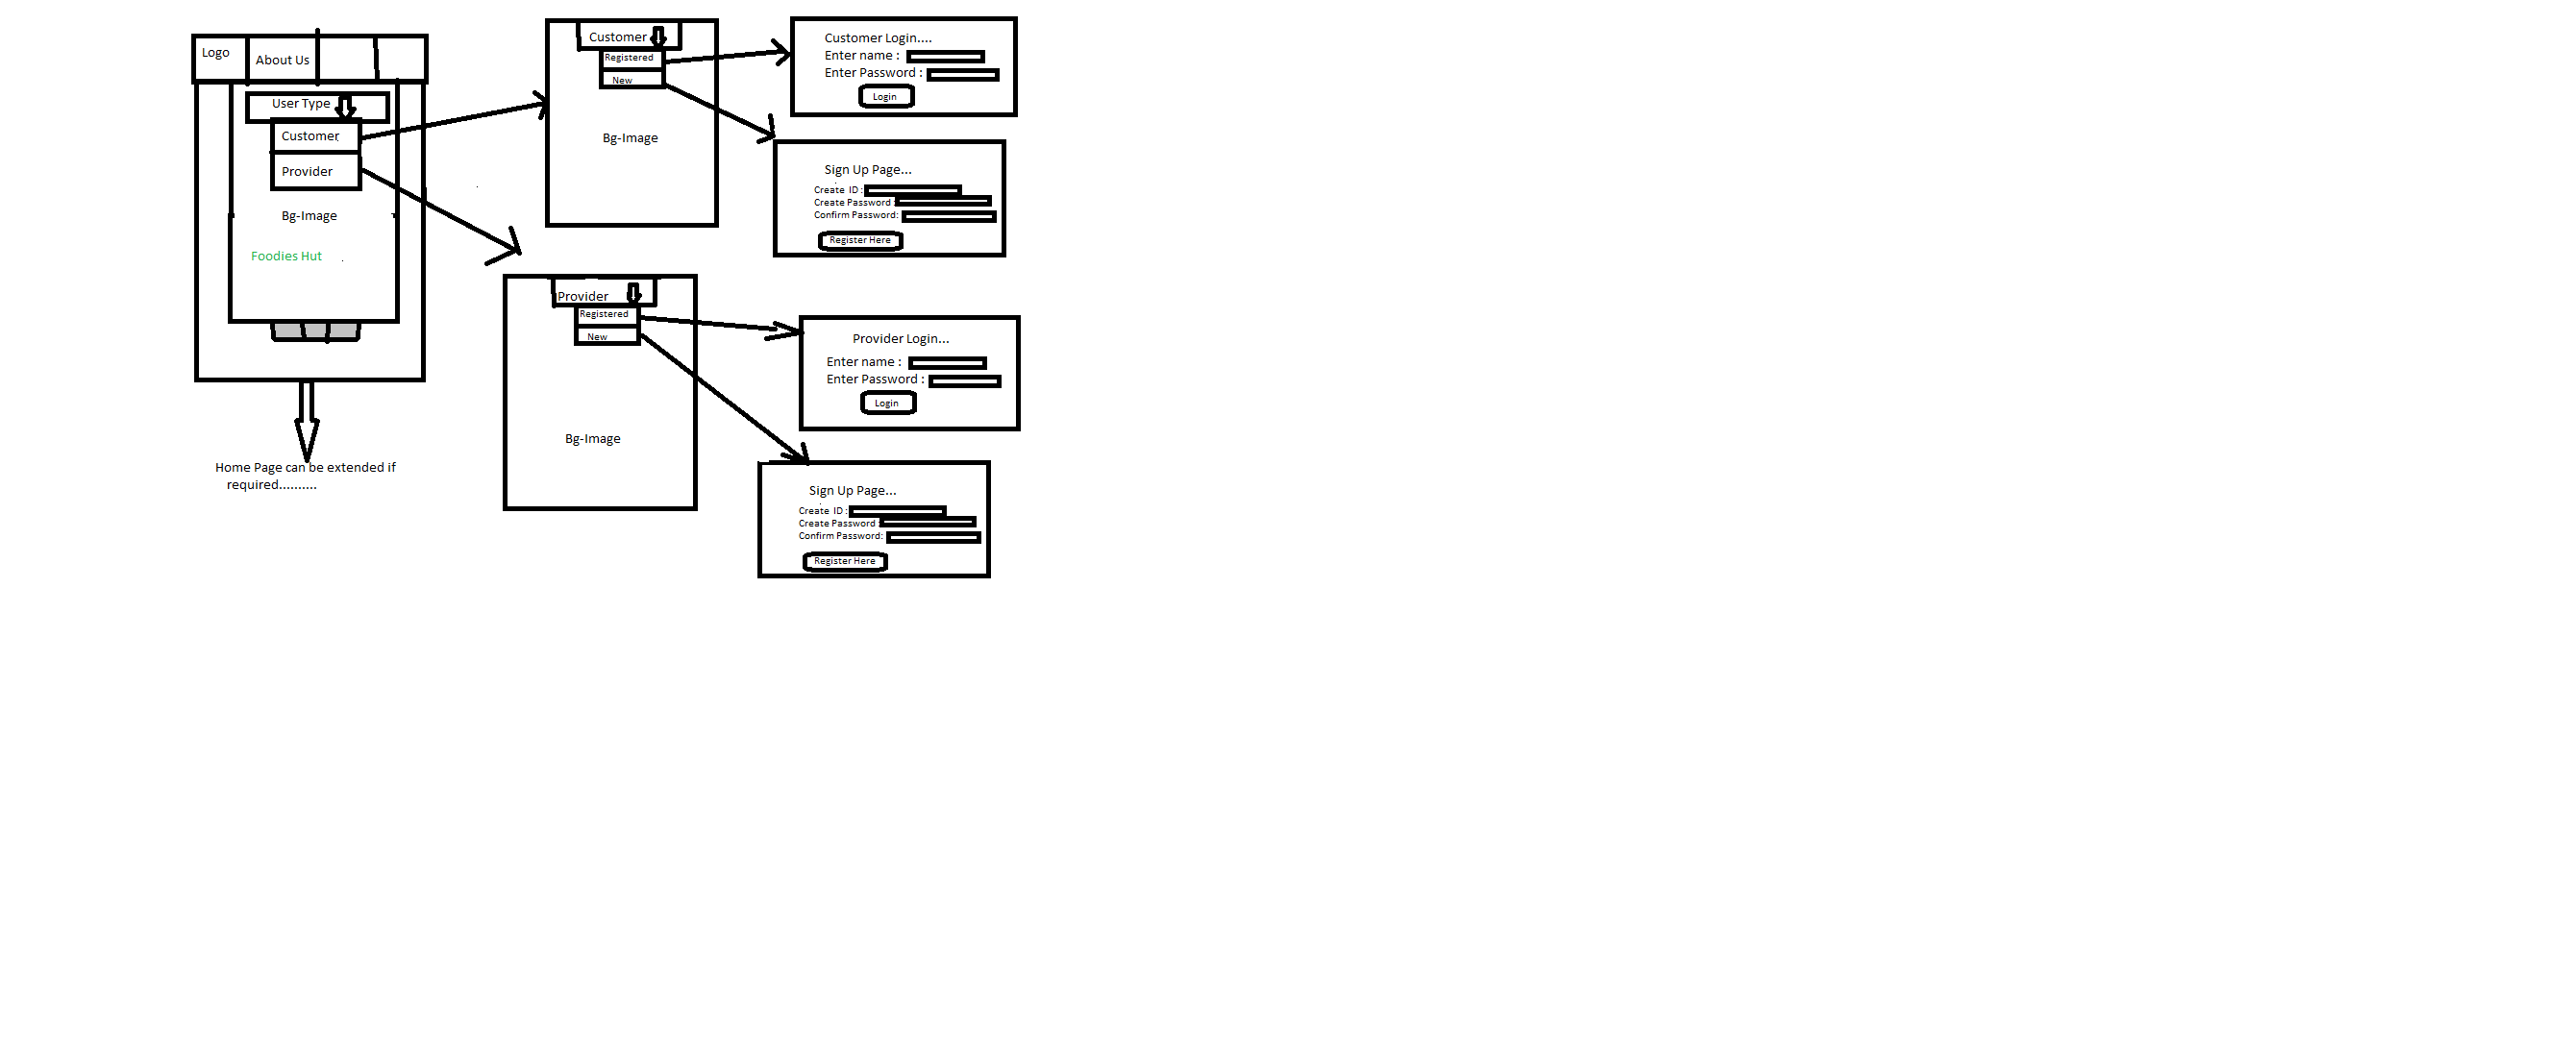 Logo
About Us
User Type
Customer
Provider
Bg-Image
Foodies Hut
Home Page can be extended if
required..........
Customer
Registered
New
Bg-Image
Customer Login....
Enter name :
Enter Password :
Login
Sign Up Page...
Create ID :
Create Password :
Confirm Password:
Register Here
Provider
Registered
New
Bg-Image
Provider Login...
Enter name :
Enter Password :
Login
Sign Up Page...
Create ID :
Create Password :
Confirm Password:
Register Here